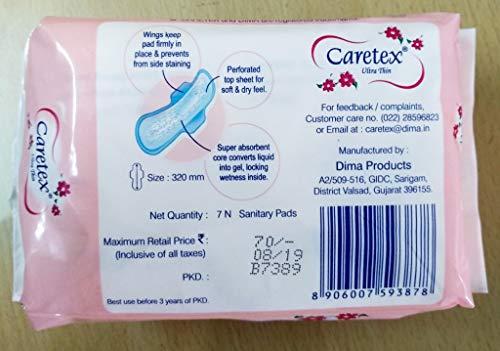 Wings keep
pad firmly in
place & prevents
from side staining
Perforated
top sheet for
soft & dry feel.
Super absorbent
core converts liquid
into gel, locking
wetness inside.
Size : 320 mm
Net Quantity : 7 N Sanitary Pads
Maximum Retail Price ₹ :
(Inclusive of all taxes)
70/-
08/19
B7389
PKD. :
Best use before 3 years of PKD.
Caretex®
Ultra Thin
Caretex®
Ultra Thin
For feedback / complaints,
Customer care no. (022) 28596823
or Email at : caretex@dima.in
Manufactured by :
Dima Products
A2/509-516, GIDC, Sarigam,
District Valsad, Gujarat 396155.
8 906007 593878